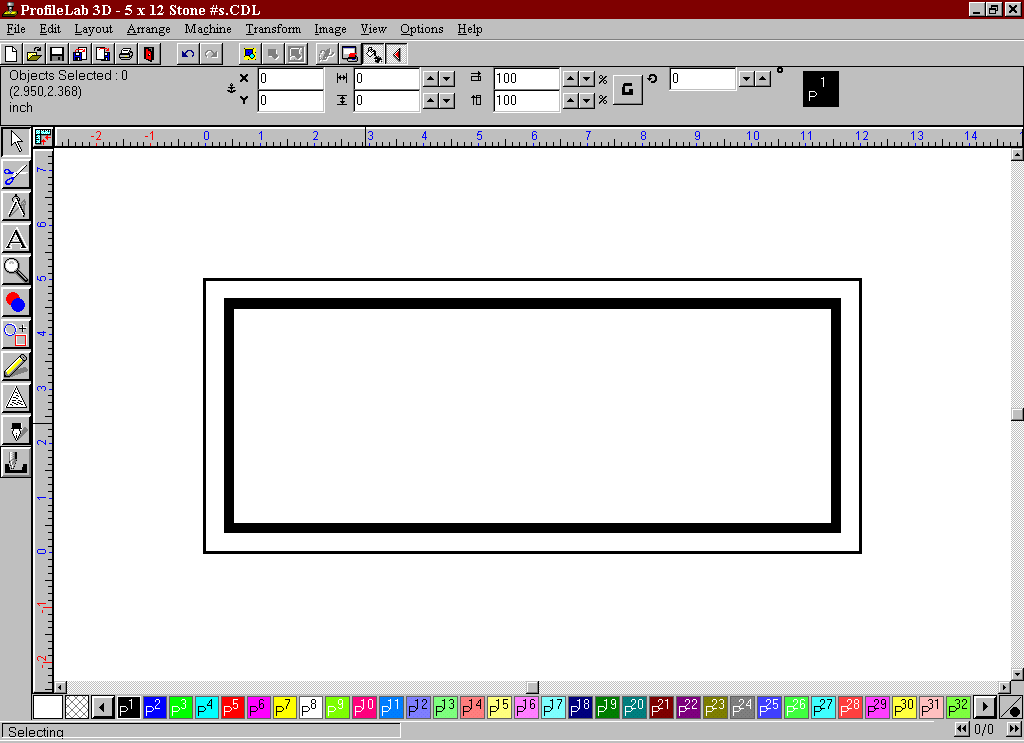 ProfileLab 3D - 5 x 12 Stone #s.CDL
File Edit Layout Arrange Machine Transform Image View Options Help
Objects Selected : 0
(2.950,2.368)
inch
X 0 0 100 % G 0 P 1
Y 0 0 100 %
-2 -1 0 1 2 3 4 5 6 7 8 9 10 11 12 13 14
7
6
5
4
3
2
1
0
-1
-2
A
P1 P2 P3 P4 P5 P6 P7 P8 P9 P10 P11 P12 P13 P14 P15 P16 P17 P18 P19 P20 P21 P22 P23 P24 P25 P26 P27 P28 P29 P30 P31 P32
Selecting 0/0